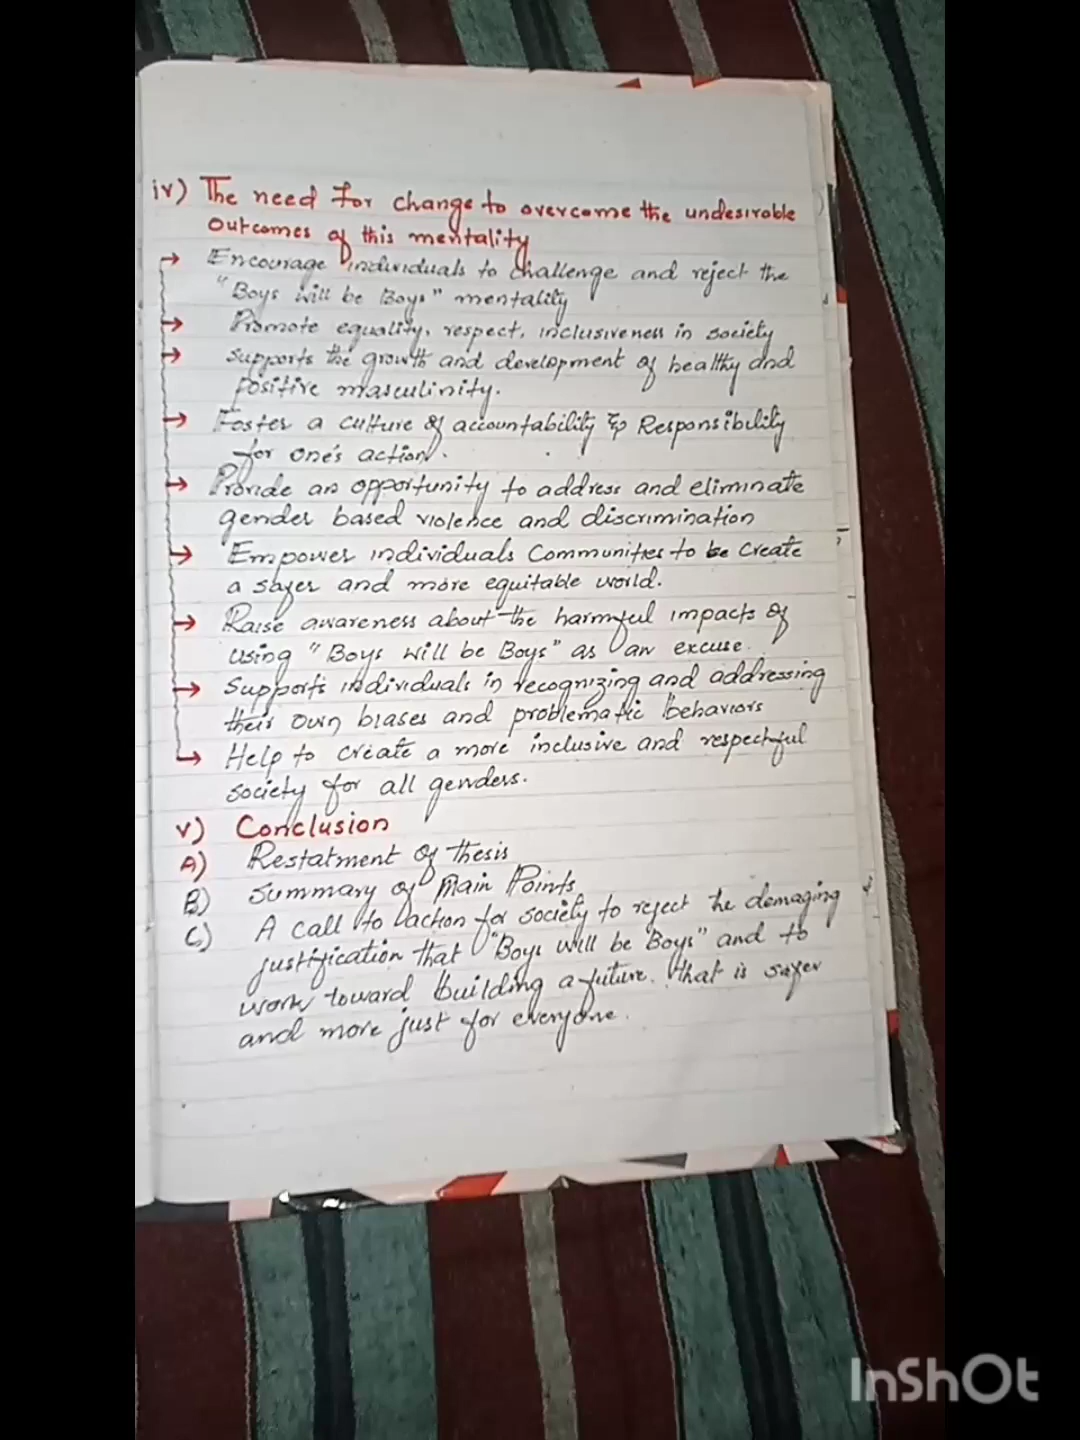 iv) The need for change to overcome the undesirable
outcomes of this mentality
→ Encourage individuals to challenge and reject the
"Boys will be Boys" mentality
→ Promote equality, respect, inclusiveness in society
→ Supports the growth and development of healthy and
positive masculinity.
→ Foster a culture of accountability & Responsibility
for one's action.
→ Provide an opportunity to address and eliminate
gender based violence and discrimination
→ Empower individuals Communities to be create
a safer and more equitable world.
→ Raise awareness about the harmful impacts of
using "Boys will be Boys" as an excuse.
→ Supports individuals in recognizing and addressing
their own biases and problematic behaviors
→ Help to create a more inclusive and respectful
society for all genders.
v) Conclusion
A) Restatment of thesis
B) Summary of Main Points
C) A call to action for society to reject the demaging
justification that "Boys will be Boys" and to
work toward building a future. that is safer
and more just for everyone.
InShOt